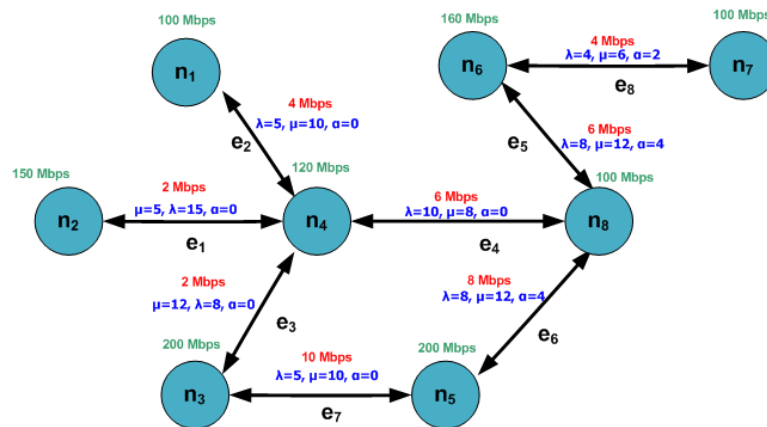 100 Mbps
n₁
160 Mbps
n₆
100 Mbps
n₇
4 Mbps
λ=4, μ=6, α=2
e₈
4 Mbps
λ=5, μ=10, α=0
e₂
6 Mbps
λ=8, μ=12, α=4
e₅
150 Mbps
n₂
2 Mbps
μ=5, λ=15, α=0
e₁
120 Mbps
n₄
6 Mbps
λ=10, μ=8, α=0
e₄
100 Mbps
n₈
2 Mbps
μ=12, λ=8, α=0
e₃
8 Mbps
λ=8, μ=12, α=4
e₆
200 Mbps
n₃
10 Mbps
λ=5, μ=10, α=0
e₇
200 Mbps
n₅